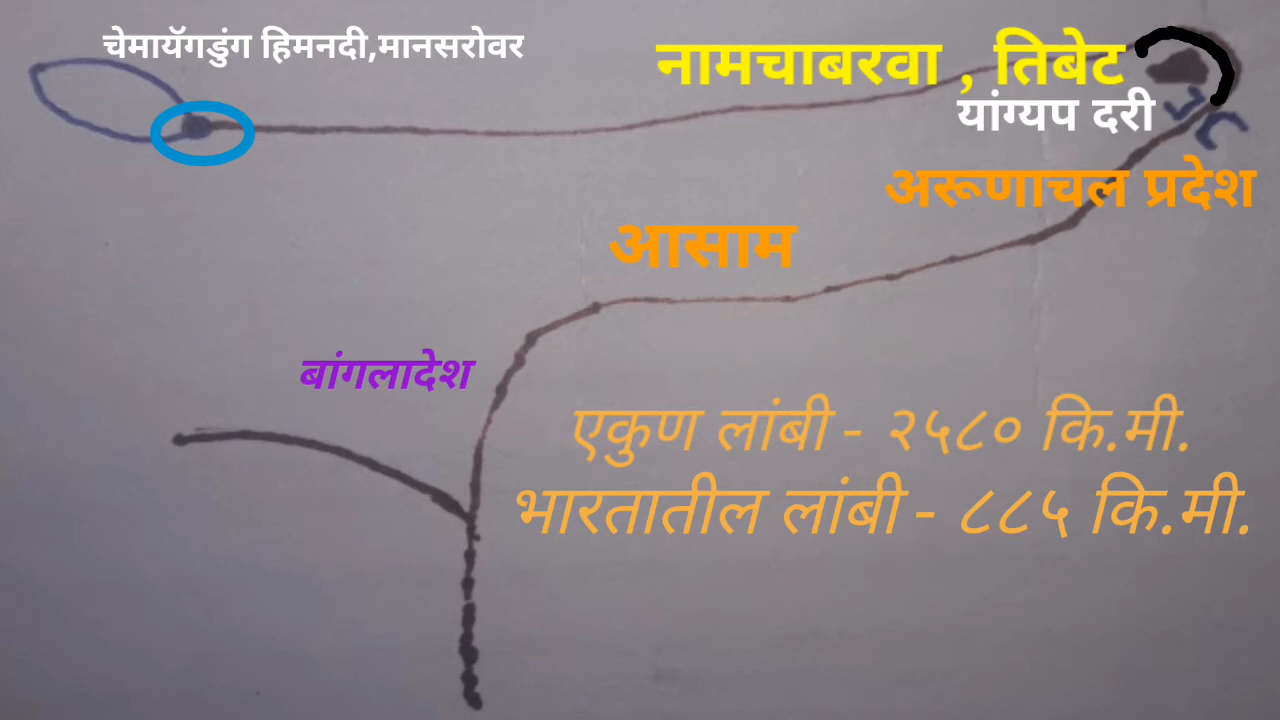 चेमायॅगडुंग हिमनदी,मानसरोवर
नामचाबरवा , तिबेट
यांग्यप दरी
अरूणाचल प्रदेश
आसाम
बांगलादेश
एकुण लांबी - २५८० कि.मी.
भारतातील लांबी - ८८५ कि.मी.